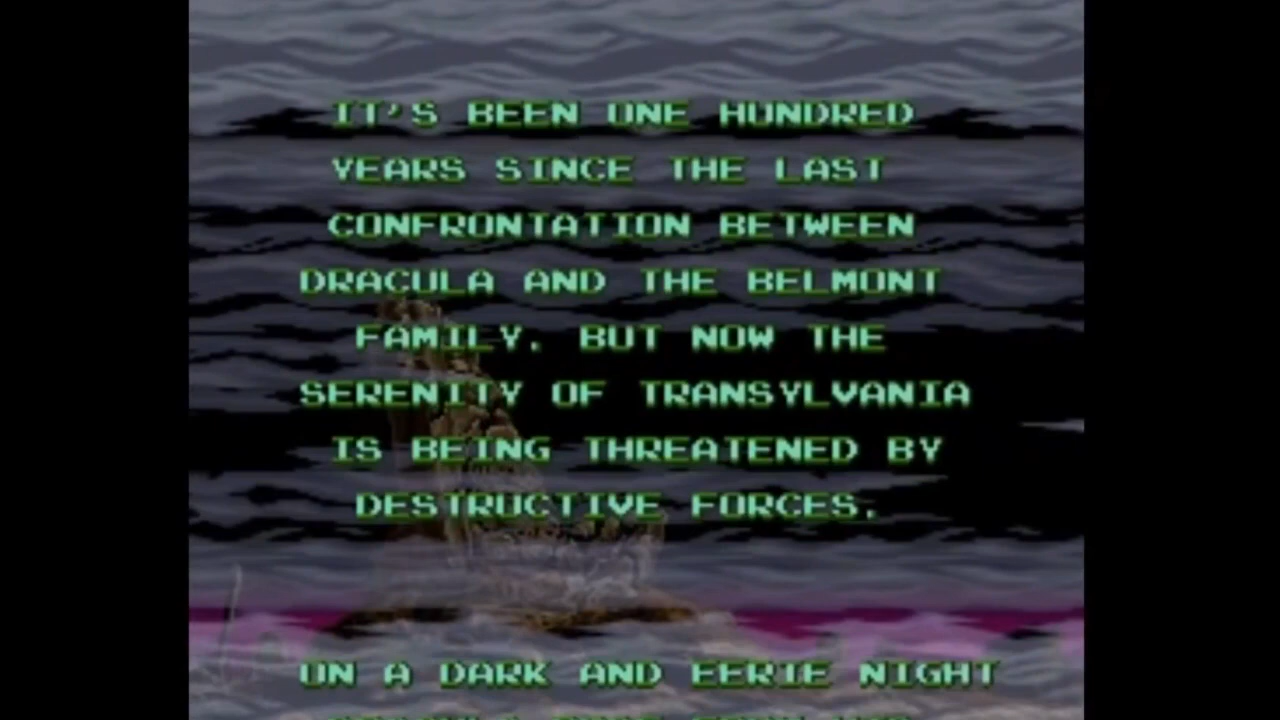 IT'S BEEN ONE HUNDRED
YEARS SINCE THE LAST
CONFRONTATION BETWEEN
DRACULA AND THE BELMONT
FAMILY. BUT NOW THE
SERENITY OF TRANSYLVANIA
IS BEING THREATENED BY
DESTRUCTIVE FORCES.
ON A DARK AND EERIE NIGHT